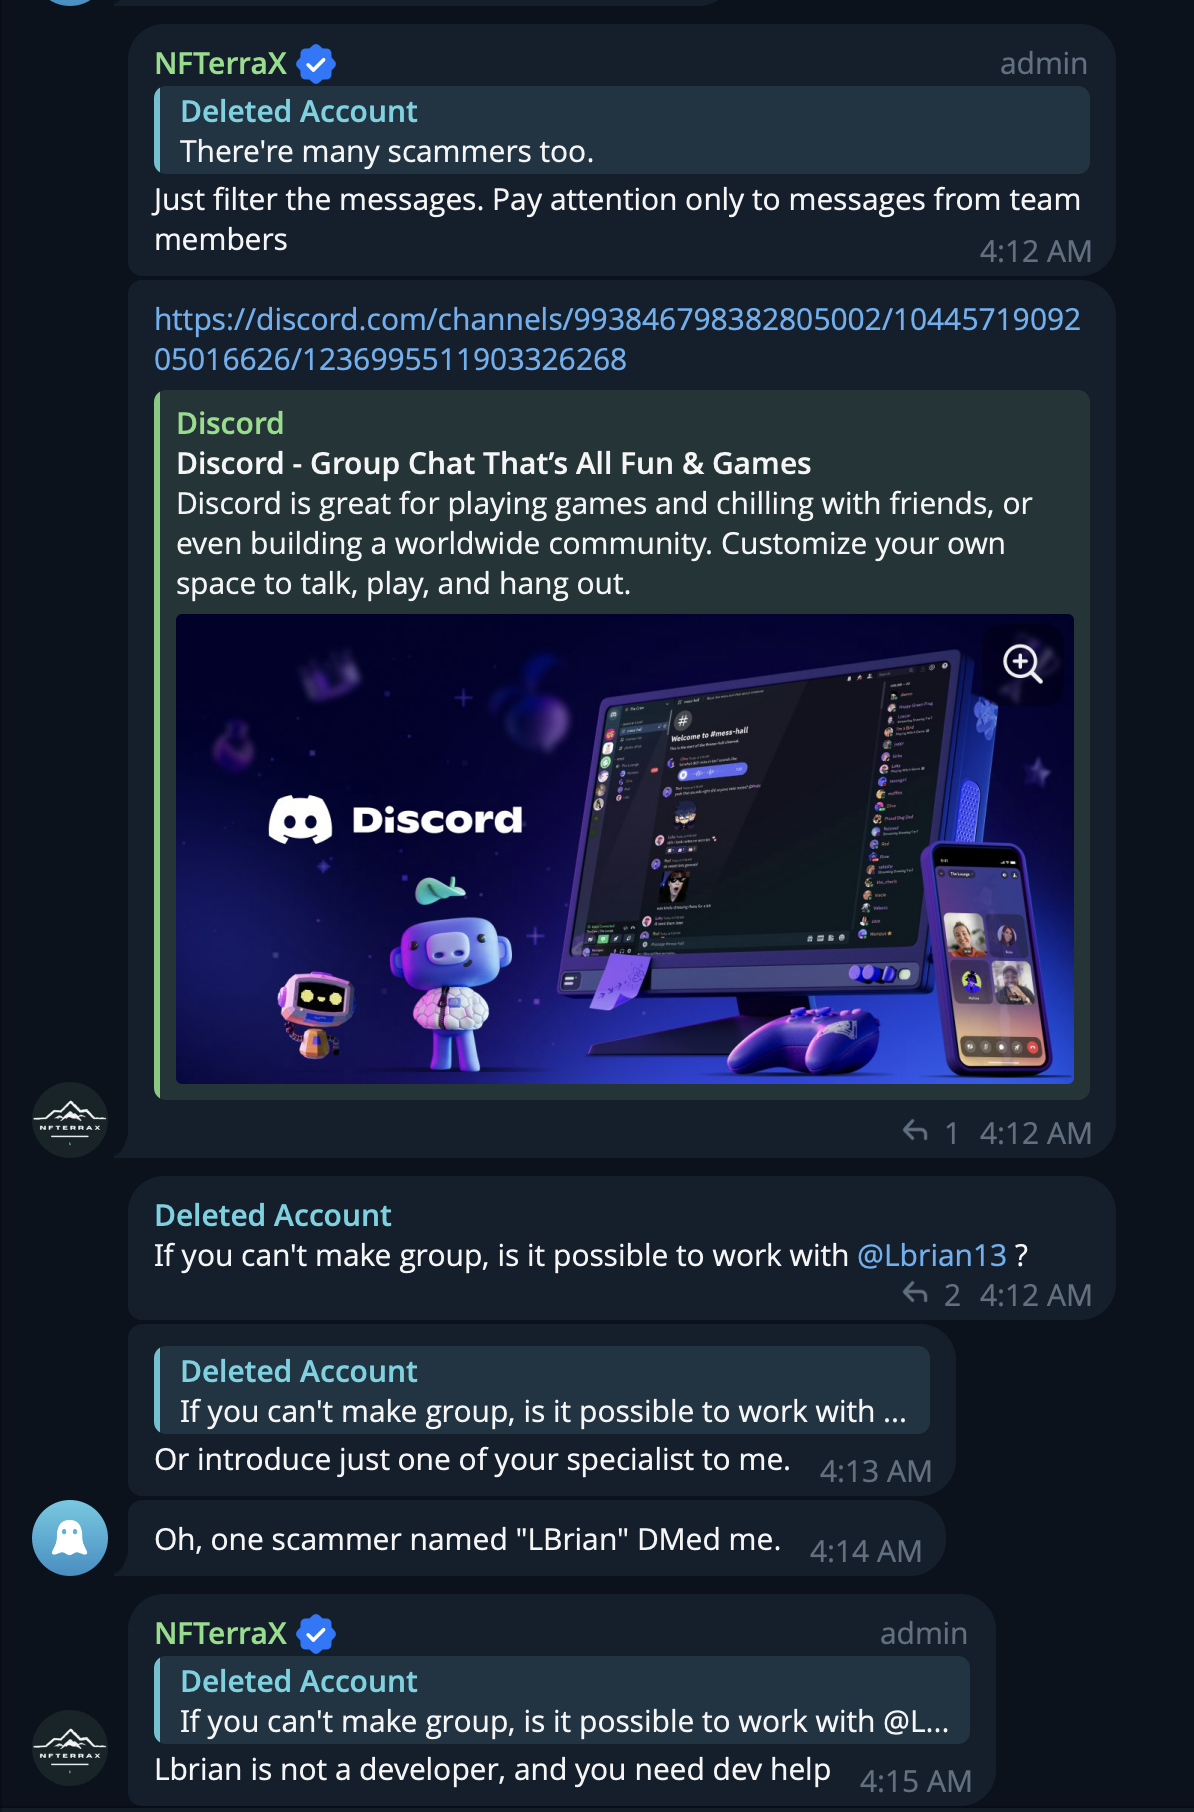 NFTerraX admin
Deleted Account
There're many scammers too.
Just filter the messages. Pay attention only to messages from team
members
4:12 AM
https://discord.com/channels/993846798382805002/10445719092
05016626/1236995511903326268
Discord
Discord - Group Chat That's All Fun & Games
Discord is great for playing games and chilling with friends, or
even building a worldwide community. Customize your own
space to talk, play, and hang out.
Welcome to #mess-hall
Discord
NFTERRAX
1 4:12 AM
Deleted Account
If you can't make group, is it possible to work with @Lbrian13 ?
2 4:12 AM
Deleted Account
If you can't make group, is it possible to work with ...
Or introduce just one of your specialist to me. 4:13 AM
Oh, one scammer named "LBrian" DMed me. 4:14 AM
NFTerraX admin
Deleted Account
If you can't make group, is it possible to work with @L...
NFTERRAX
Lbrian is not a developer, and you need dev help 4:15 AM